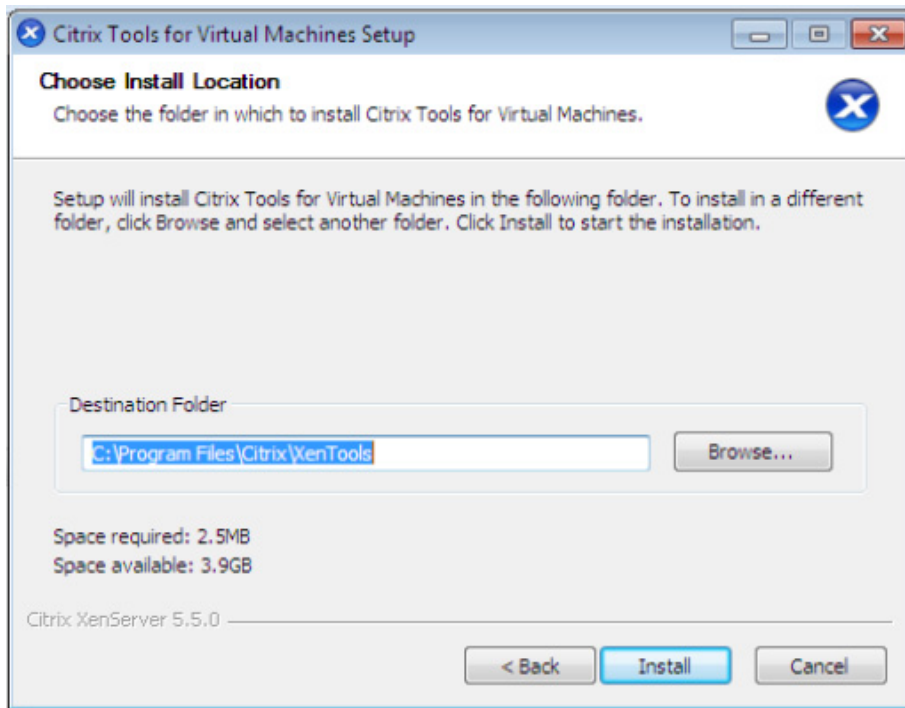 Citrix Tools for Virtual Machines Setup
Choose Install Location
Choose the folder in which to install Citrix Tools for Virtual Machines.
Setup will install Citrix Tools for Virtual Machines in the following folder. To install in a different
folder, click Browse and select another folder. Click Install to start the installation.
Destination Folder
C:\Program Files\Citrix\XenTools
Browse...
Space required: 2.5MB
Space available: 3.9GB
Citrix XenServer 5.5.0
< Back
Install
Cancel